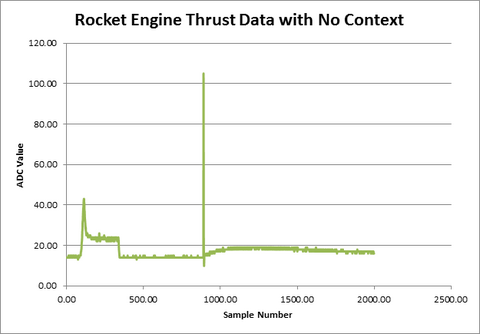 Rocket Engine Thrust Data with No Context
120.00
100.00
80.00
60.00
40.00
20.00
0.00
ADC Value
0.00 500.00 1000.00 1500.00 2000.00 2500.00
Sample Number